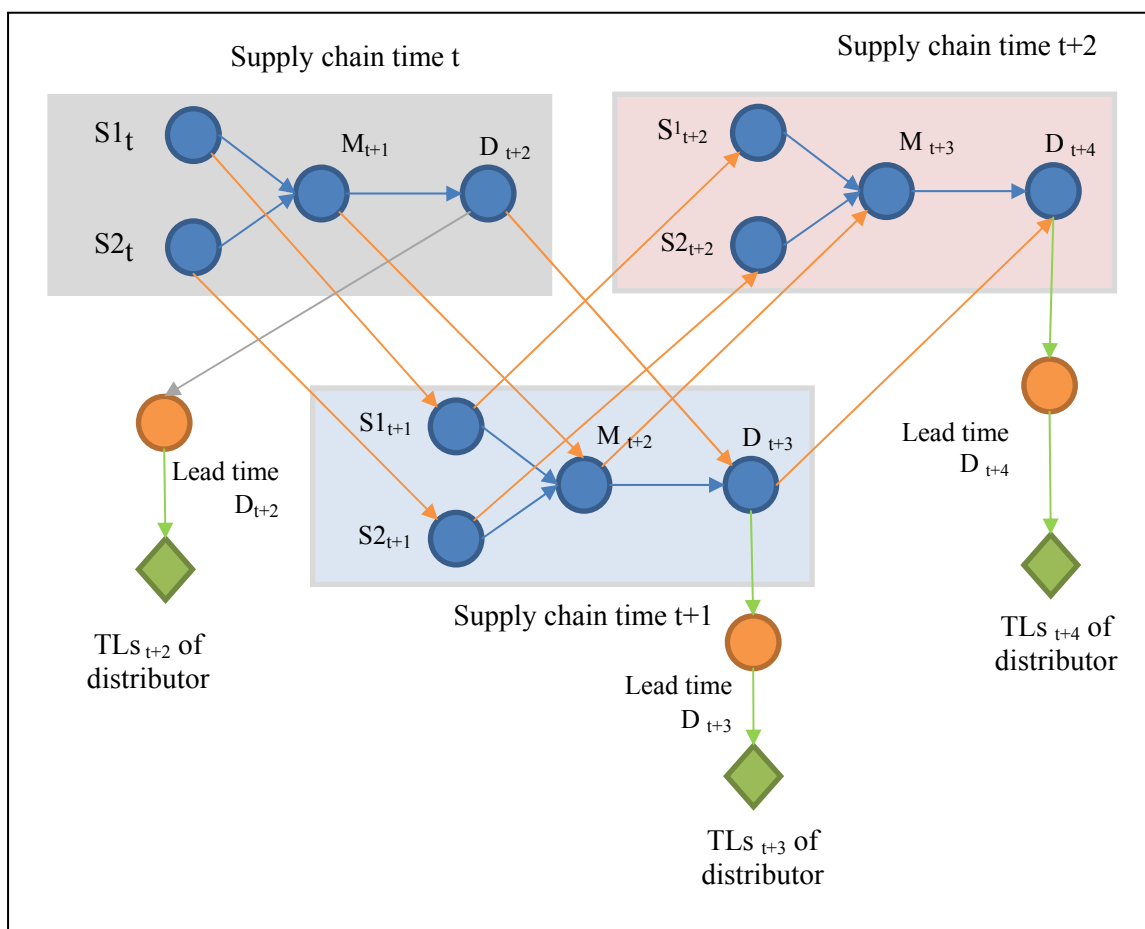 Supply chain time t
Supply chain time t+2
S1t
Mt+1
D t+2
S2t
S1t+2
M t+3
D t+4
S2t+2
Lead time
Dt+2
TLs t+2 of
distributor
S1t+1
M t+2
D t+3
S2t+1
Supply chain time t+1
Lead time
D t+3
TLs t+3 of
distributor
Lead time
D t+4
TLs t+4 of
distributor